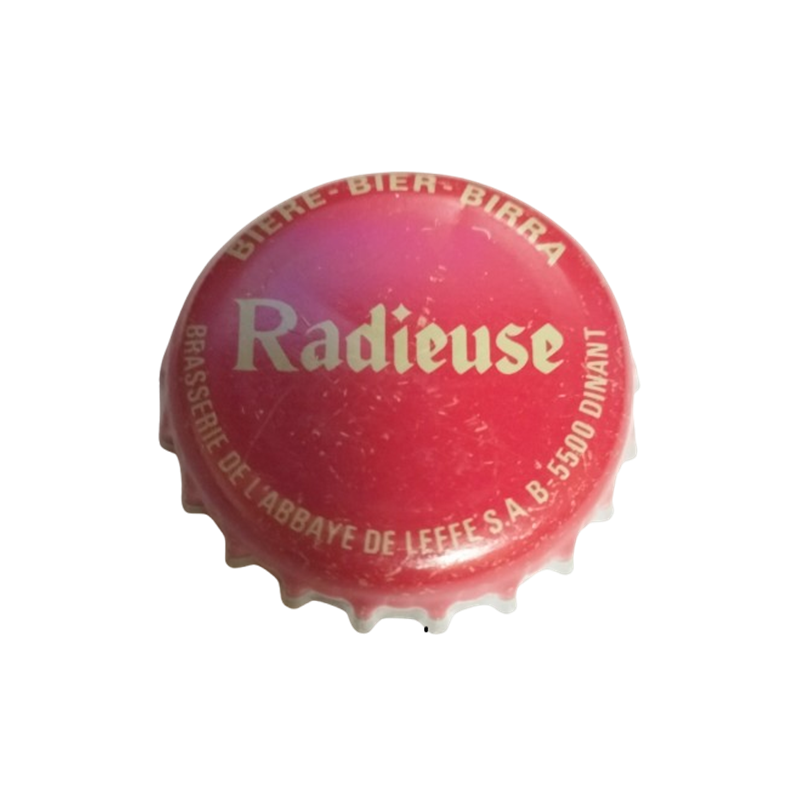 BIERE-BIER-BIRRA
Radieuse
BRASSERIE DE L'ABBAYE DE LEFFE S.A. B-5500 DINANT